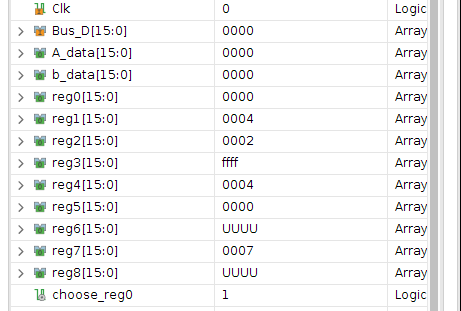 Clk 0 Logic
Bus_D[15:0] 0000 Array
A_data[15:0] 0000 Array
b_data[15:0] 0000 Array
reg0[15:0] 0000 Array
reg1[15:0] 0004 Array
reg2[15:0] 0002 Array
reg3[15:0] ffff Array
reg4[15:0] 0004 Array
reg5[15:0] 0000 Array
reg6[15:0] UUUU Array
reg7[15:0] 0007 Array
reg8[15:0] UUUU Array
choose_reg0 1 Logic